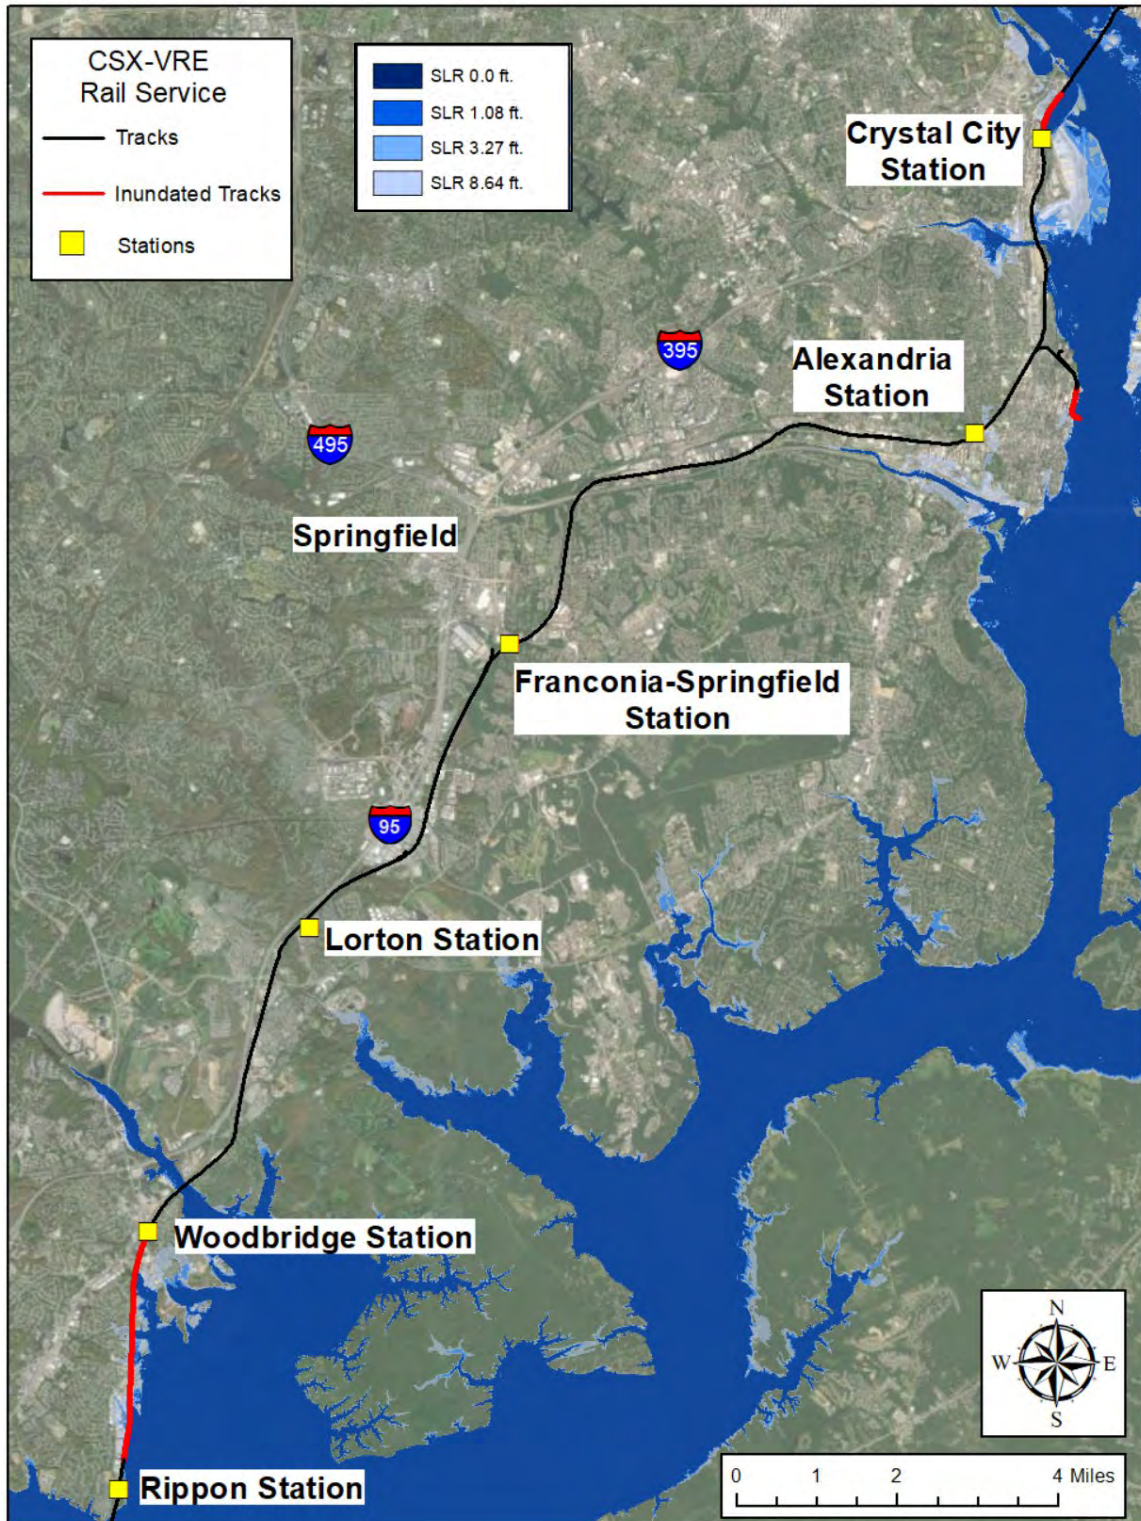 CSX-VRE
Rail Service
Tracks
Inundated Tracks
Stations
SLR 0.0 ft.
SLR 1.08 ft.
SLR 3.27 ft.
SLR 8.64 ft.
Crystal City
Station
395
Alexandria
Station
495
Springfield
Franconia-Springfield
Station
95
Lorton Station
Woodbridge Station
N
W E
S
Rippon Station
0 1 2 4 Miles